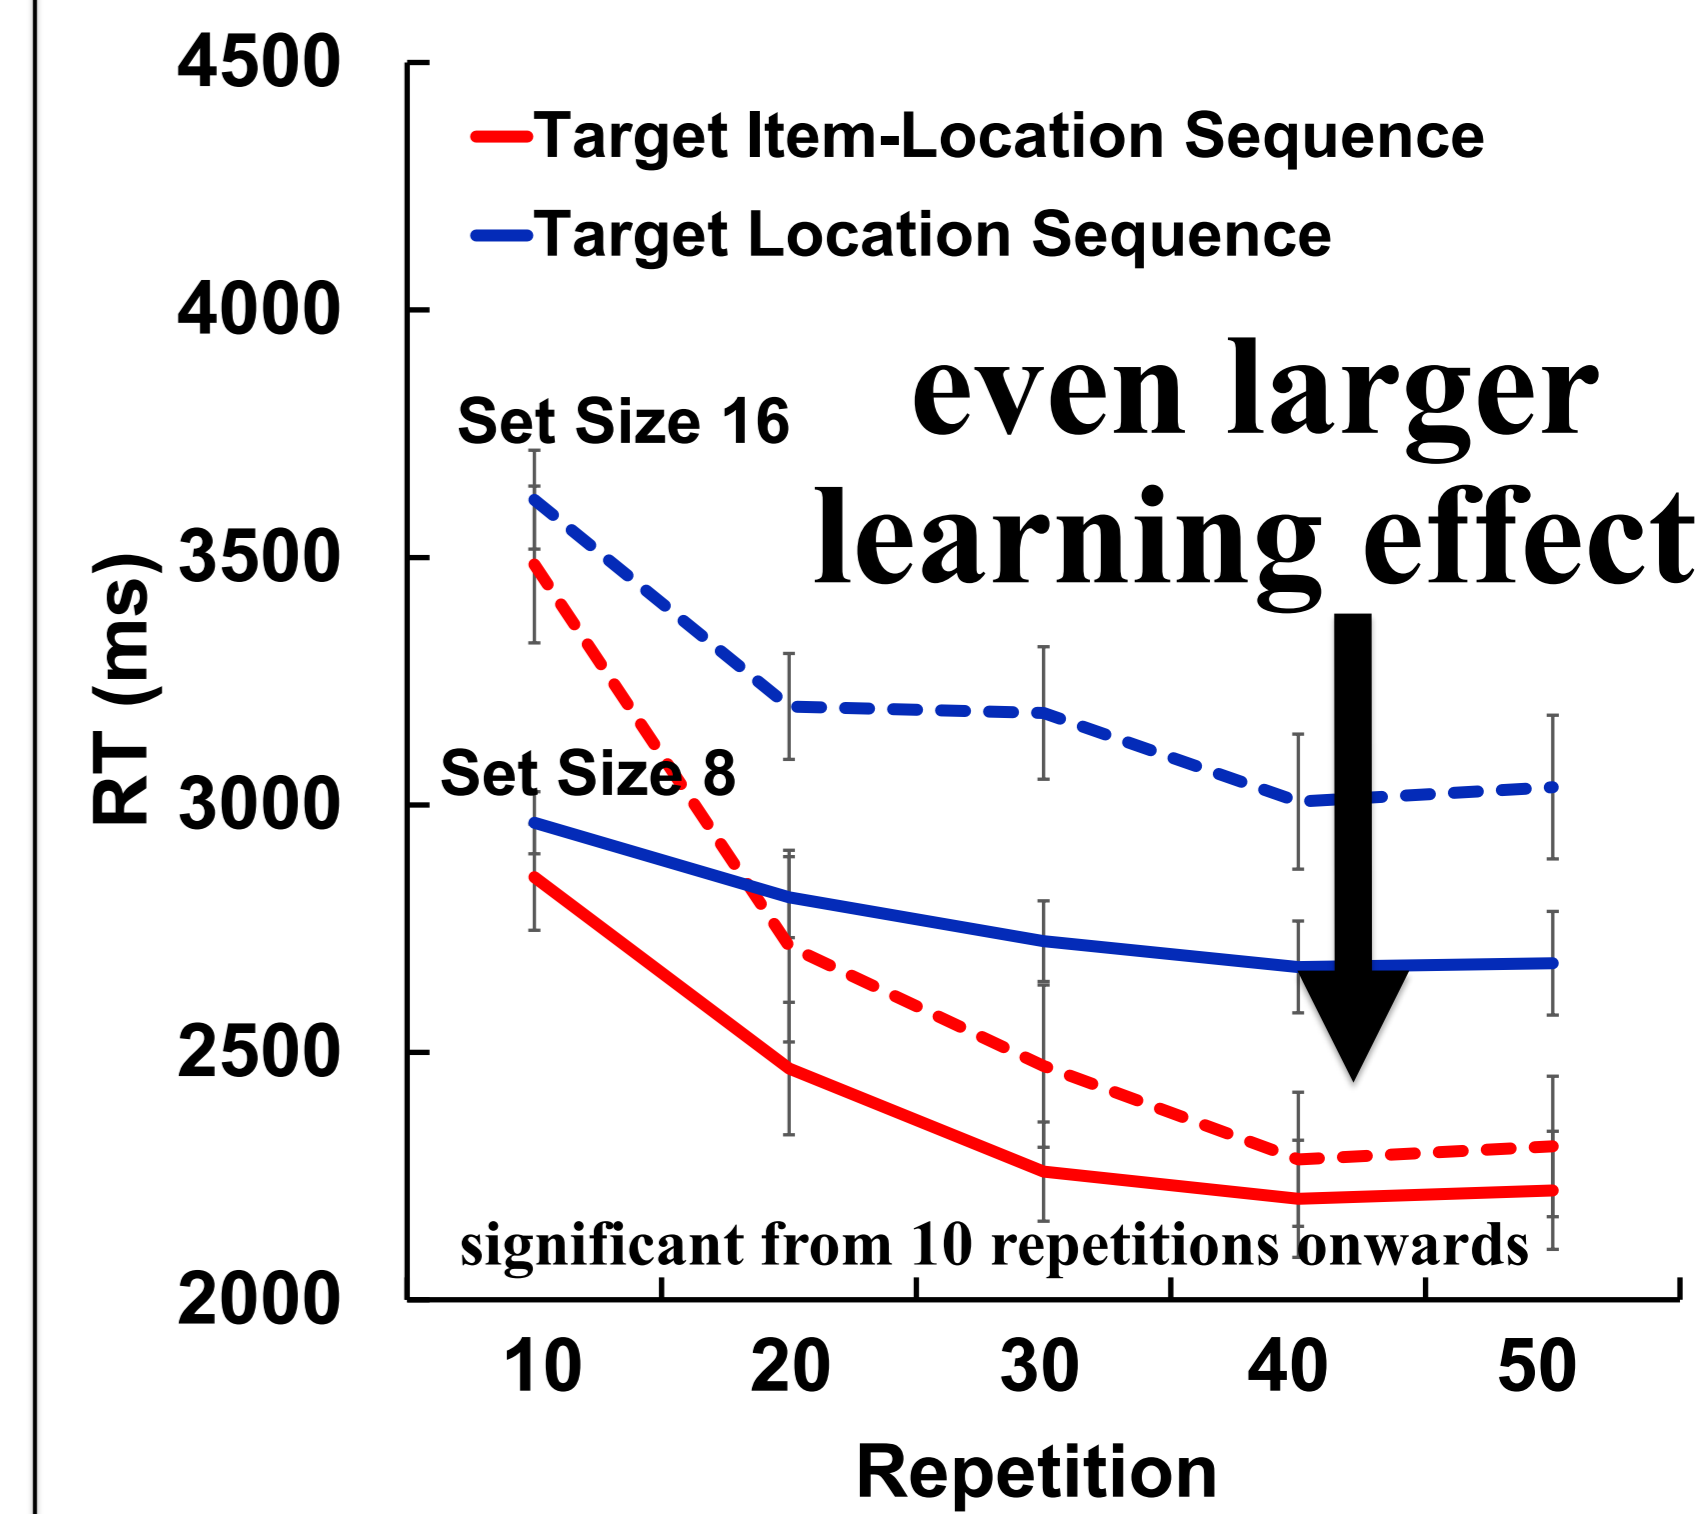 4500
Target Item-Location Sequence
Target Location Sequence
4000
even larger
Set Size 16
learning effect
3500
RT (ms)
Set Size 8
3000
2500
significant from 10 repetitions onwards
2000
10 20 30 40 50
Repetition